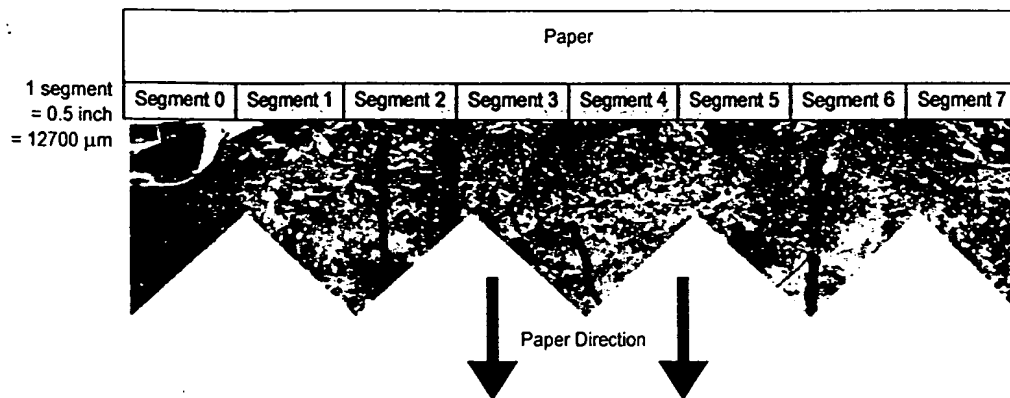 Paper
1 segment
= 0.5 inch
= 12700 µm
Segment 0 Segment 1 Segment 2 Segment 3 Segment 4 Segment 5 Segment 6 Segment 7
Paper Direction